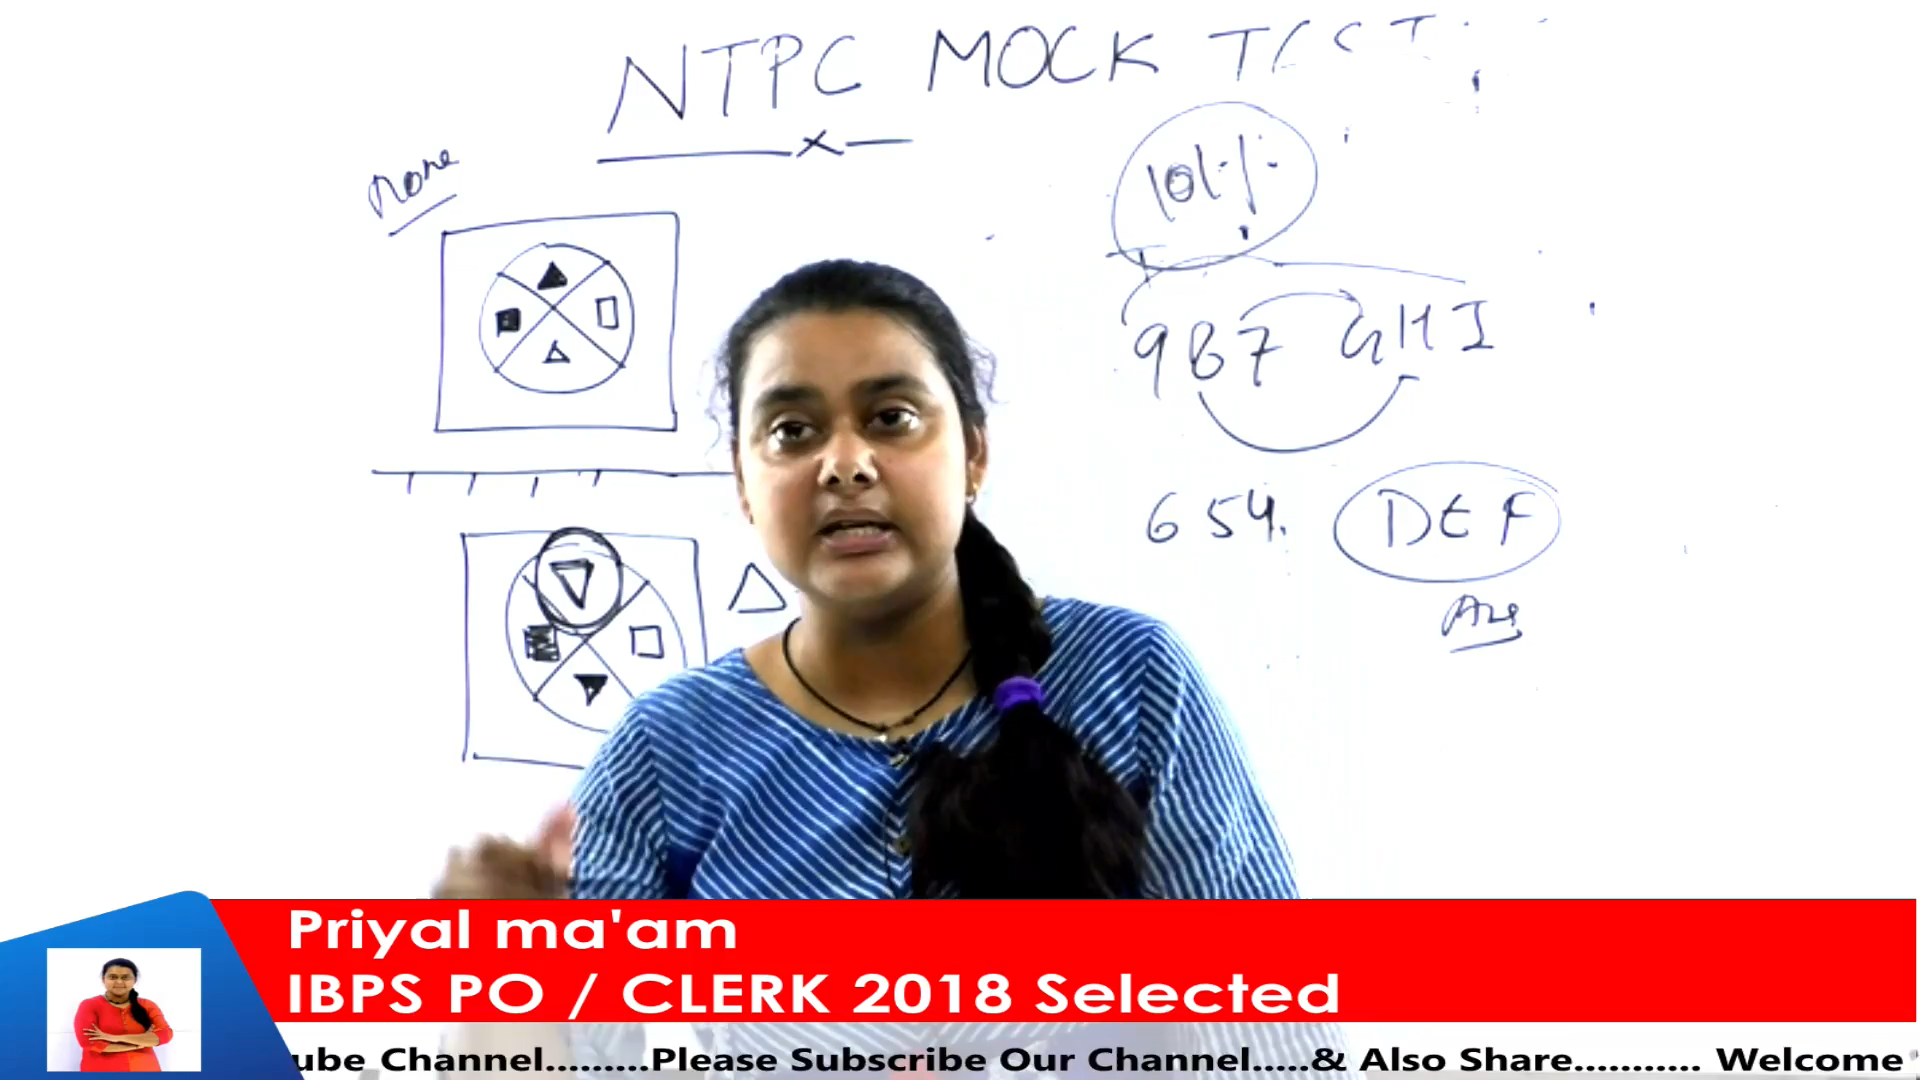 NTPC MOCK TEST
none
101%
987 GHI
654. DEF
Ans
Priyal ma'am
IBPS PO / CLERK 2018 Selected
ube Channel.........Please Subscribe Our Channel.....& Also Share........... Welcome